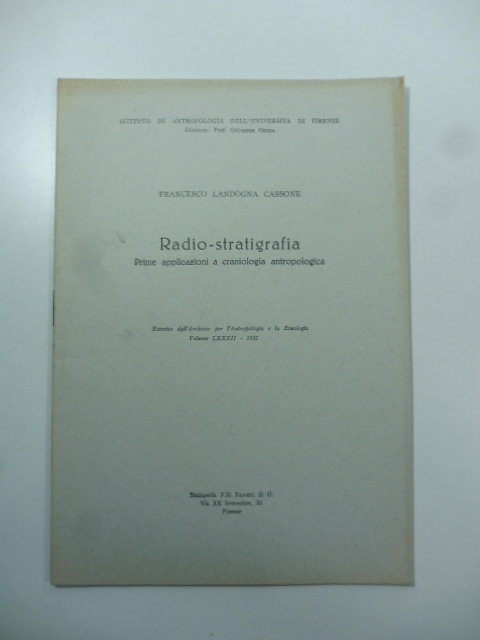 ISTITUTO DI ANTROPOLOGIA DELL'UNIVERSITÀ DI FIRENZE
Direttore Prof. Giuseppe Genna
FRANCESCO LANDOGNA CASSONE
Radio-stratigrafia
Prime applicazioni a craniologia antropologica
Estratto dall'Archivio per l'Antropologia e la Etnologia
Volume LXXXII - 1952
Stamperia F.lli Parenti di G.
Via XX Settembre, 30
Firenze